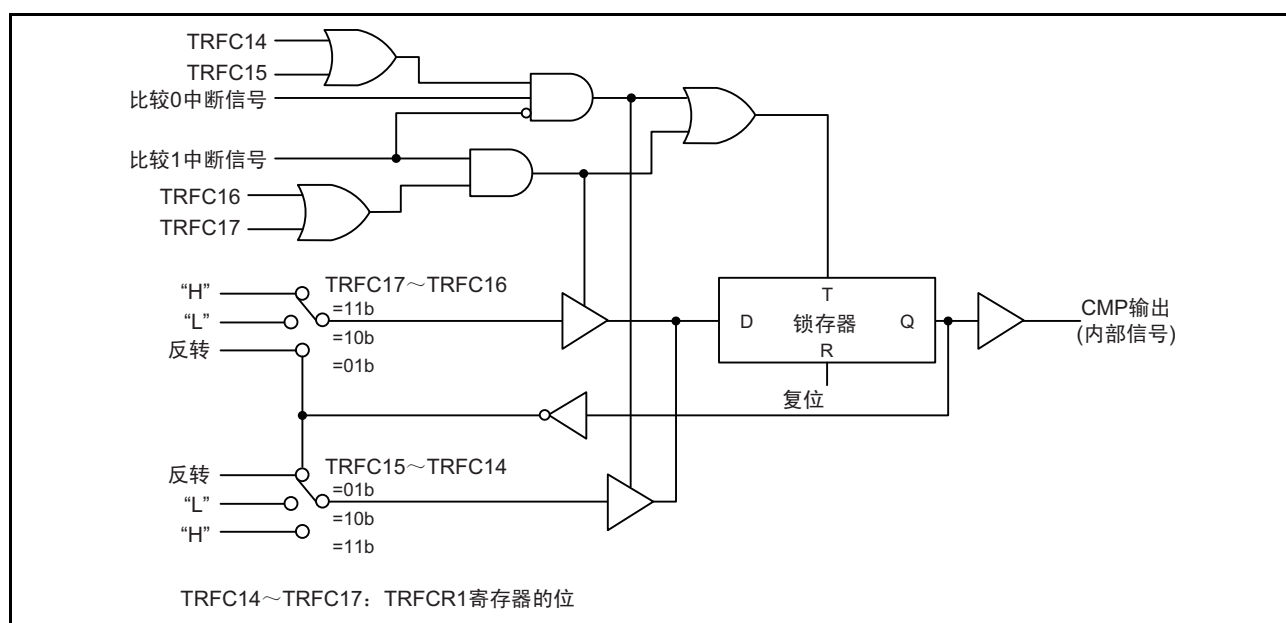 TRFC14
TRFC15
比较0中断信号
比较1中断信号
TRFC16
TRFC17
“H”
“L”
反转
TRFC17～TRFC16
=11b
=10b
=01b
D
T
锁存器
R
Q
复位
CMP输出
(内部信号)
反转
“L”
“H”
TRFC15～TRFC14
=01b
=10b
=11b
TRFC14～TRFC17：TRFCR1寄存器的位